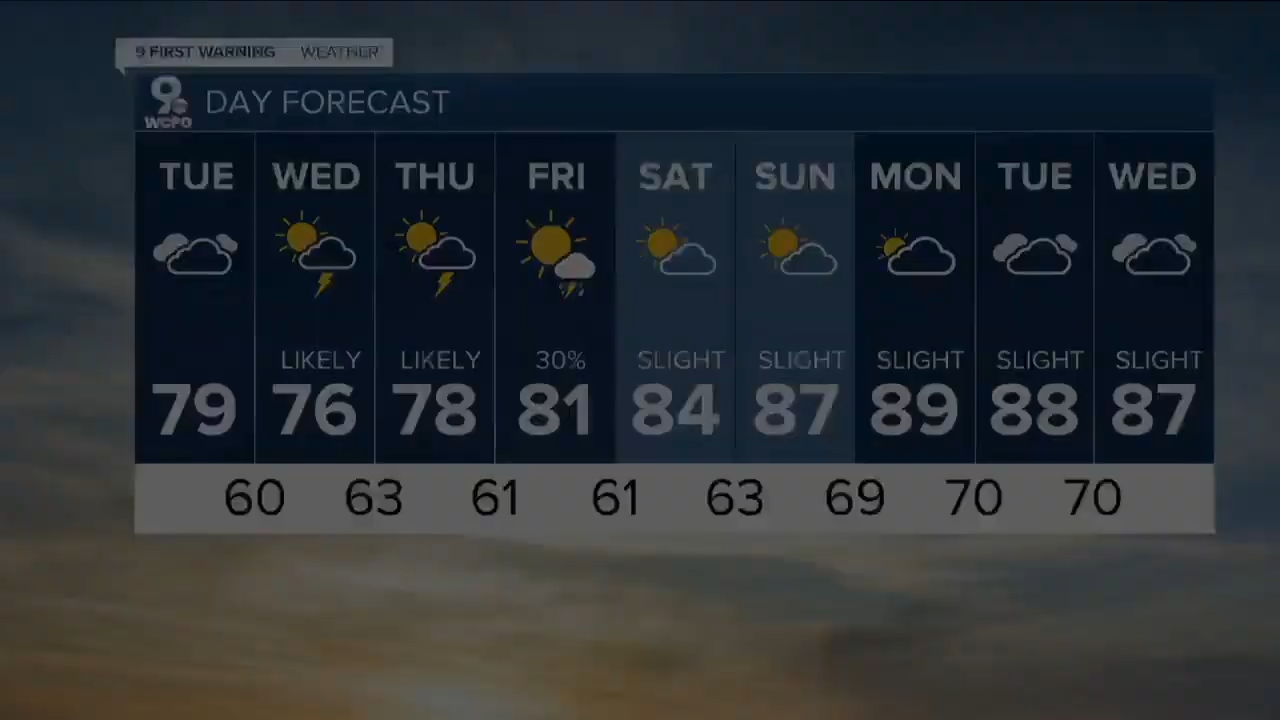 9 FIRST WARNING WEATHER
9 DAY FORECAST
WCPO
TUE WED THU FRI SAT SUN MON TUE WED
LIKELY LIKELY 30% SLIGHT SLIGHT SLIGHT SLIGHT SLIGHT
79 76 78 81 84 87 89 88 87
60 63 61 61 63 69 70 70